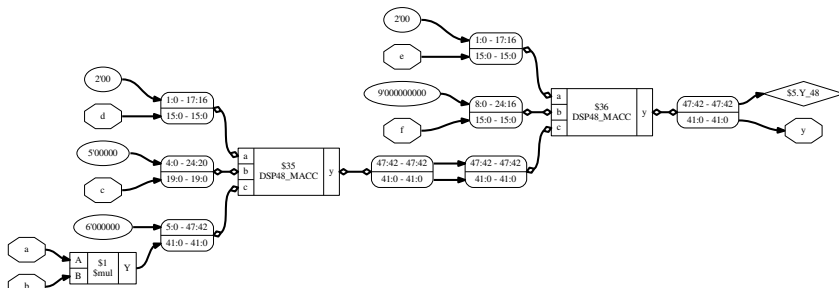 2'00
1:0 - 17:16
e
15:0 - 15:0
2'00
1:0 - 17:16
d
15:0 - 15:0
9'000000000
8:0 - 24:16
f
15:0 - 15:0
a
b
c
$36
DSP48_MACC
y
47:42 - 47:42
41:0 - 41:0
$5.Y_48
y
5'00000
4:0 - 24:20
c
19:0 - 19:0
a
b
c
$35
DSP48_MACC
y
47:42 - 47:42
41:0 - 41:0
47:42 - 47:42
41:0 - 41:0
6'000000
5:0 - 47:42
41:0 - 41:0
a
b
A
B
$1
$mul
Y